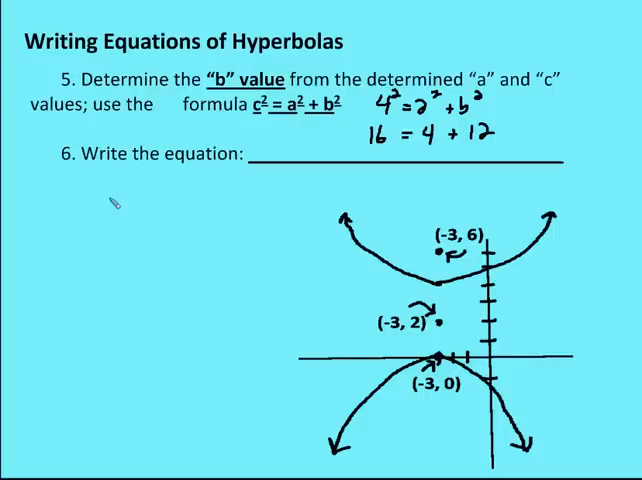 Writing Equations of Hyperbolas
5. Determine the “b” value from the determined “a” and “c”
values; use the formula c² = a² + b² 4² = 2² + b²
16 = 4 + 12
6. Write the equation:
(-3, 6)
(-3, 2)
(-3, 0)